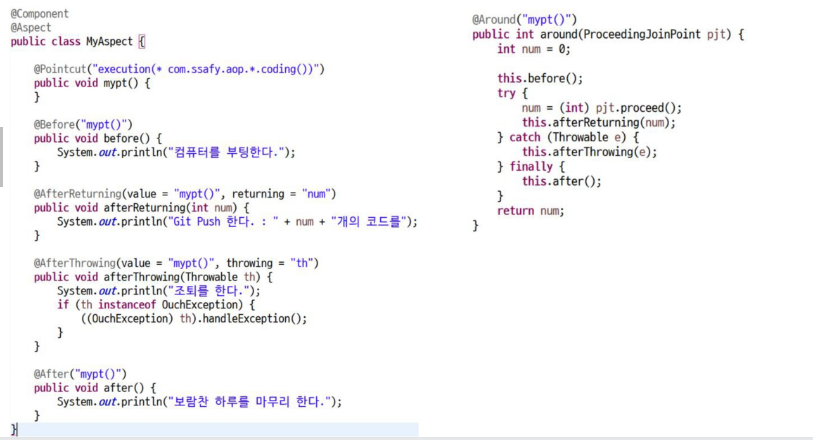 @Component
@Aspect
public class MyAspect {
@Pointcut("execution(* com.ssafy.aop.*.coding())")
public void mypt() {
}
@Before("mypt()")
public void before() {
System.out.println("컴퓨터를 부팅한다.");
}
@AfterReturning(value = "mypt()", returning = "num")
public void afterReturning(int num) {
System.out.println("Git Push 한다. : " + num + "개의 코드를");
}
@AfterThrowing(value = "mypt()", throwing = "th")
public void afterThrowing(Throwable th) {
System.out.println("조퇴를 한다.");
if (th instanceof OuchException) {
((OuchException) th).handleException();
}
}
@After("mypt()")
public void after() {
System.out.println("보람찬 하루를 마무리 한다.");
}
}
@Around("mypt()")
public int around(ProceedingJoinPoint pjt) {
int num = 0;
this.before();
try {
num = (int) pjt.proceed();
this.afterReturning(num);
} catch (Throwable e) {
this.afterThrowing(e);
} finally {
this.after();
}
return num;
}